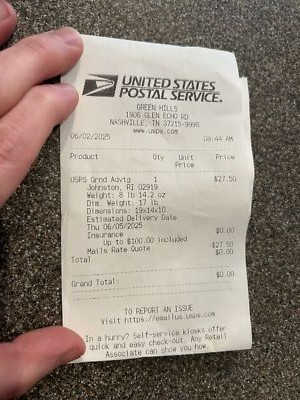 UNITED STATES
POSTAL SERVICE®
GREEN HILLS
1906 GLEN ECHO RD
NASHVILLE, TN 37215-9998
www.usps.com
06/02/2025 08:44 AM
Product Qty Unit Price
Price
USPS Grnd Advtg 1 $27.50
Johnston, RI 02919
Weight: 8 lb 14.2 oz
Dim. Weight: 17 lb
Dimensions: 19x14x10
Estimated Delivery Date
Thu 06/05/2025
Insurance $0.00
Up to $100.00 included
Mails Rate Quote $27.50
Total $0.00
Grand Total: $0.00
TO REPORT AN ISSUE
Visit https://emailus.usps.com
In a hurry? Self-service kiosks offer
quick and easy check-out. Any Retail
Associate can show you how.